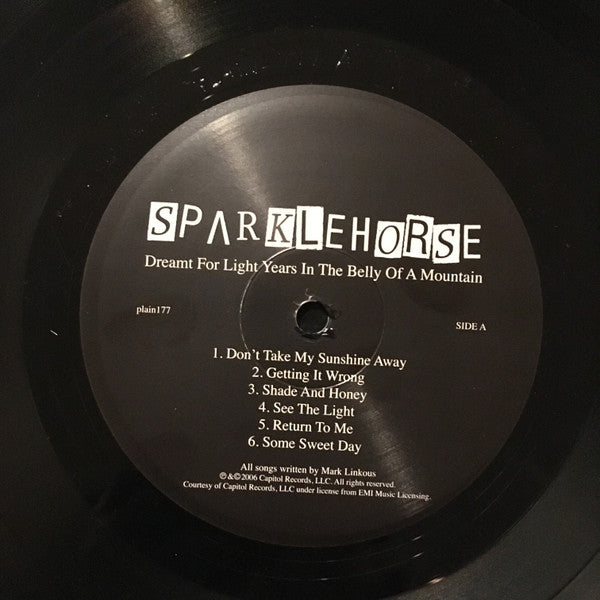 SPARKLEHORSE
Dreamt For Light Years In The Belly Of A Mountain
plain177
SIDE A
1. Don't Take My Sunshine Away
2. Getting It Wrong
3. Shade And Honey
4. See The Light
5. Return To Me
6. Some Sweet Day
All songs written by Mark Linkous
℗ &© 2006 Capitol Records, LLC. All rights reserved.
Courtesy of Capitol Records, LLC under license from EMI Music Licensing.